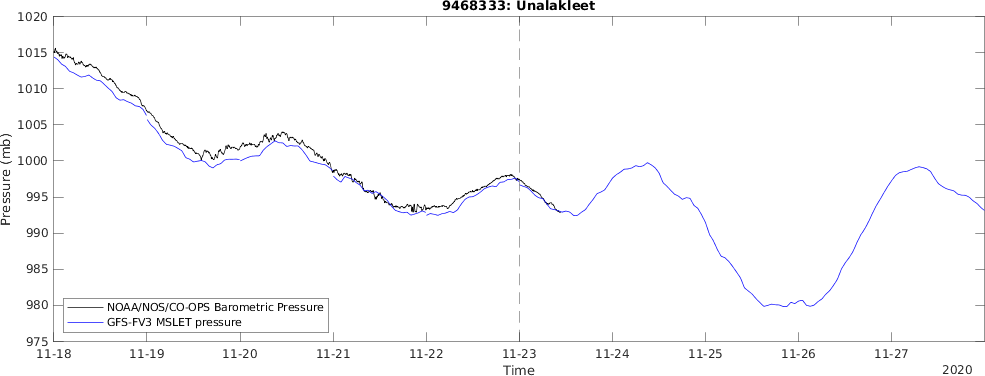 9468333: Unalakleet
Pressure (mb)
1020
1015
1010
1005
1000
995
990
985
980
975
NOAA/NOS/CO-OPS Barometric Pressure
GFS-FV3 MSLET pressure
11-18 11-19 11-20 11-21 11-22 11-23 11-24 11-25 11-26 11-27
Time
2020